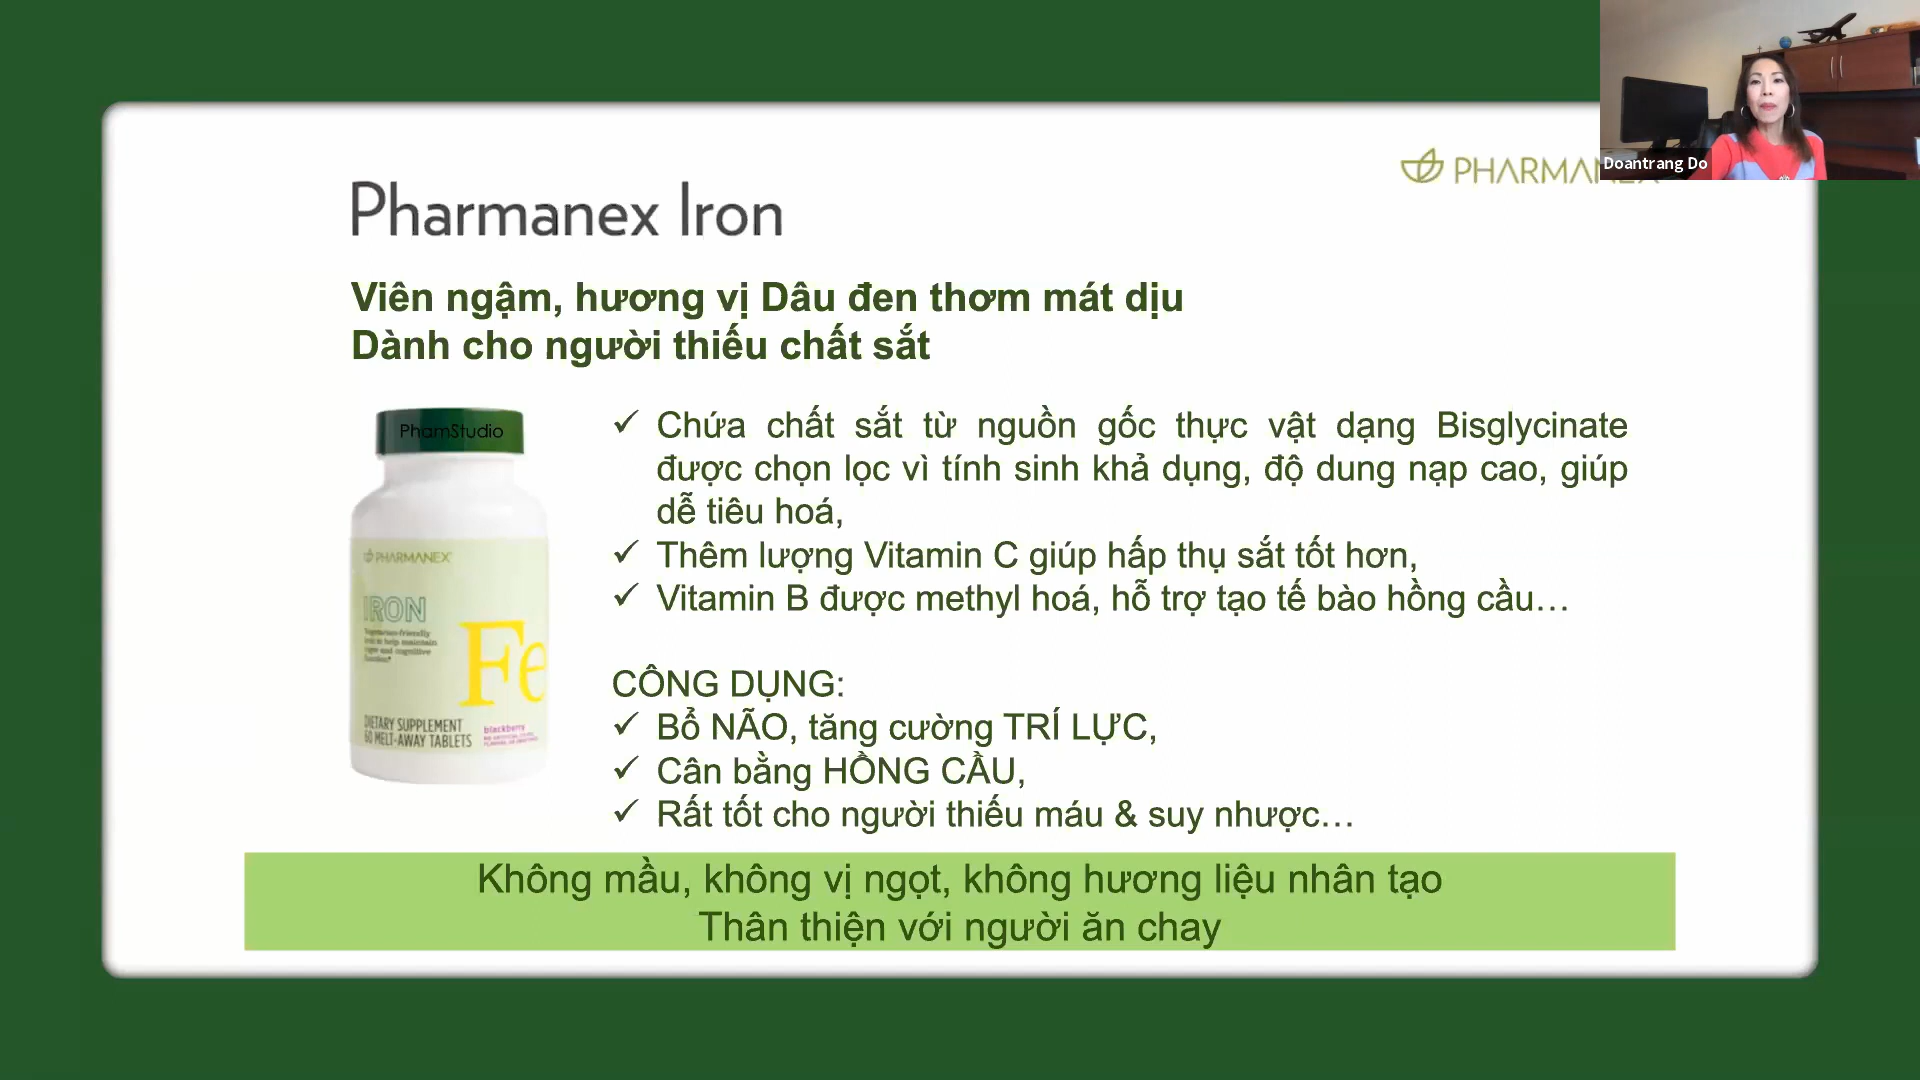 Doantrang Do
PHARMANEX
Pharmanex Iron
Viên ngậm, hương vị Dâu đen thơm mát dịu
Dành cho người thiếu chất sắt
✓ Chứa chất sắt từ nguồn gốc thực vật dạng Bisglycinate
được chọn lọc vì tính sinh khả dụng, độ dung nạp cao, giúp
dễ tiêu hoá,
✓ Thêm lượng Vitamin C giúp hấp thụ sắt tốt hơn,
✓ Vitamin B được methyl hoá, hỗ trợ tạo tế bào hồng cầu…
CÔNG DỤNG:
✓ Bổ NÃO, tăng cường TRÍ LỰC,
✓ Cân bằng HỒNG CẦU,
✓ Rất tốt cho người thiếu máu & suy nhược…
PhamStudio
PHARMANEX
IRON
Vegetarian-friendly
and cognitive
Fe
DIETARY SUPPLEMENT
60 MELT-AWAY TABLETS
blackberry
Không mầu, không vị ngọt, không hương liệu nhân tạo
Thân thiện với người ăn chay